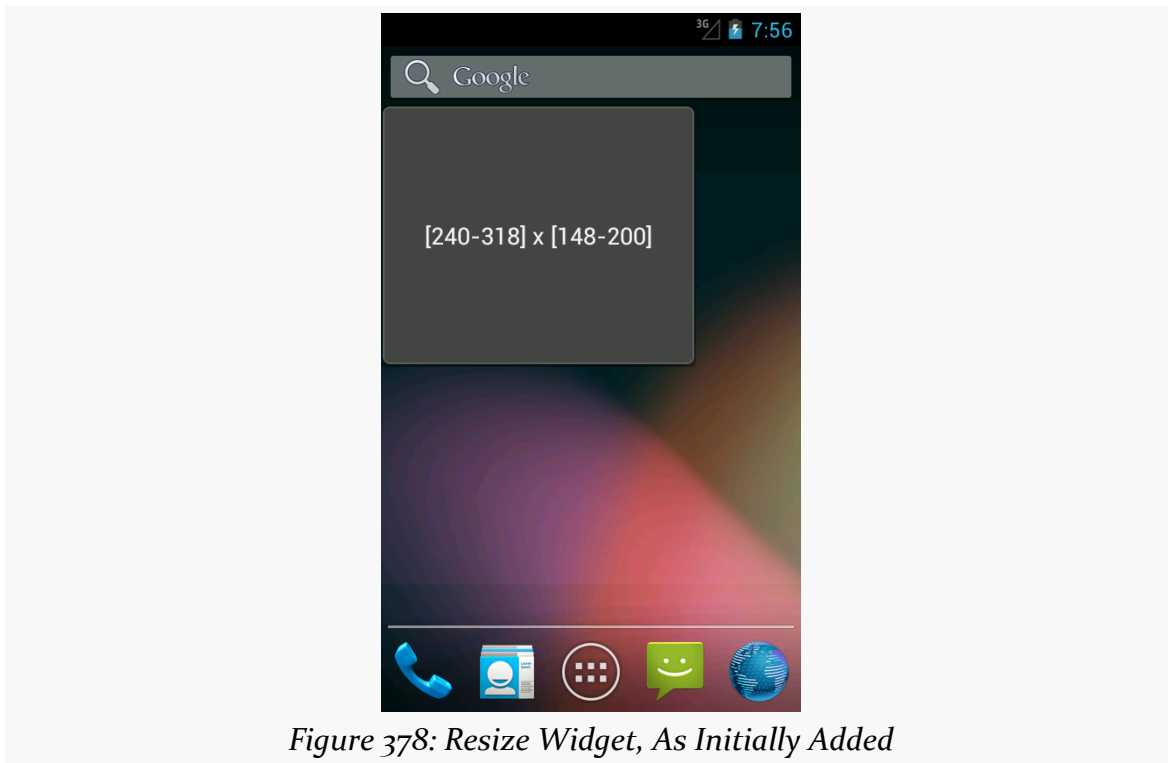 3G 7:56
Google
[240-318] x [148-200]
Figure 378: Resize Widget, As Initially Added